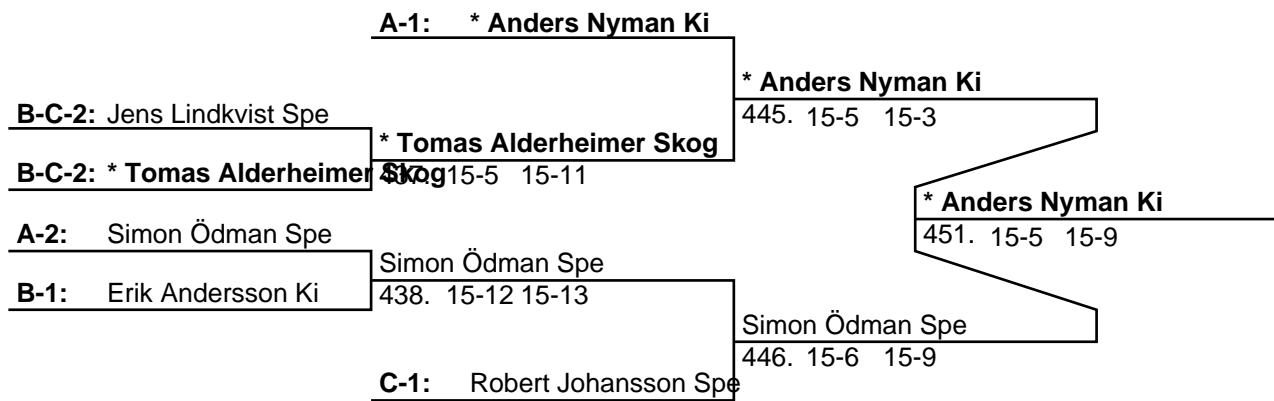 A-1: * Anders Nyman Ki
* Anders Nyman Ki
445. 15-5 15-3
B-C-2: Jens Lindkvist Spe
* Tomas Alderheimer Skog
B-C-2: * Tomas Alderheimer Skog
437. 15-5 15-11
* Anders Nyman Ki
451. 15-5 15-9
A-2: Simon Ödman Spe
Simon Ödman Spe
B-1: Erik Andersson Ki
438. 15-12 15-13
Simon Ödman Spe
446. 15-6 15-9
C-1: Robert Johansson Spe